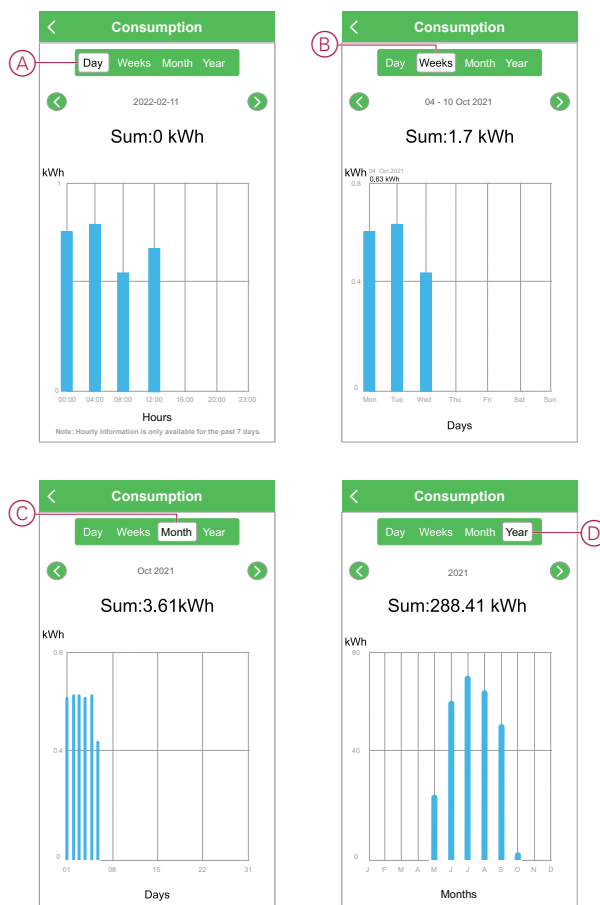 Consumption
A
Day Weeks Month Year
2022-02-11
Sum:0 kWh
kWh
1
0
00:00 04:00 08:00 12:00 16:00 20:00 23:00
Hours
Note: Hourly information is only available for the past 7 days.
Consumption
B
Day Weeks Month Year
04 - 10 Oct 2021
Sum:1.7 kWh
kWh
04 Oct 2021
0.63 kWh
0.8
0.4
0
Mon Tue Wed Thu Fri Sat Sun
Days
Consumption
C
Day Weeks Month Year
Oct 2021
Sum:3.61kWh
kWh
0.8
0.4
0
01 08 15 22 31
Days
Consumption
Day Weeks Month Year
D
2021
Sum:288.41 kWh
kWh
80
40
0
J F M A M J J A S O N D
Months